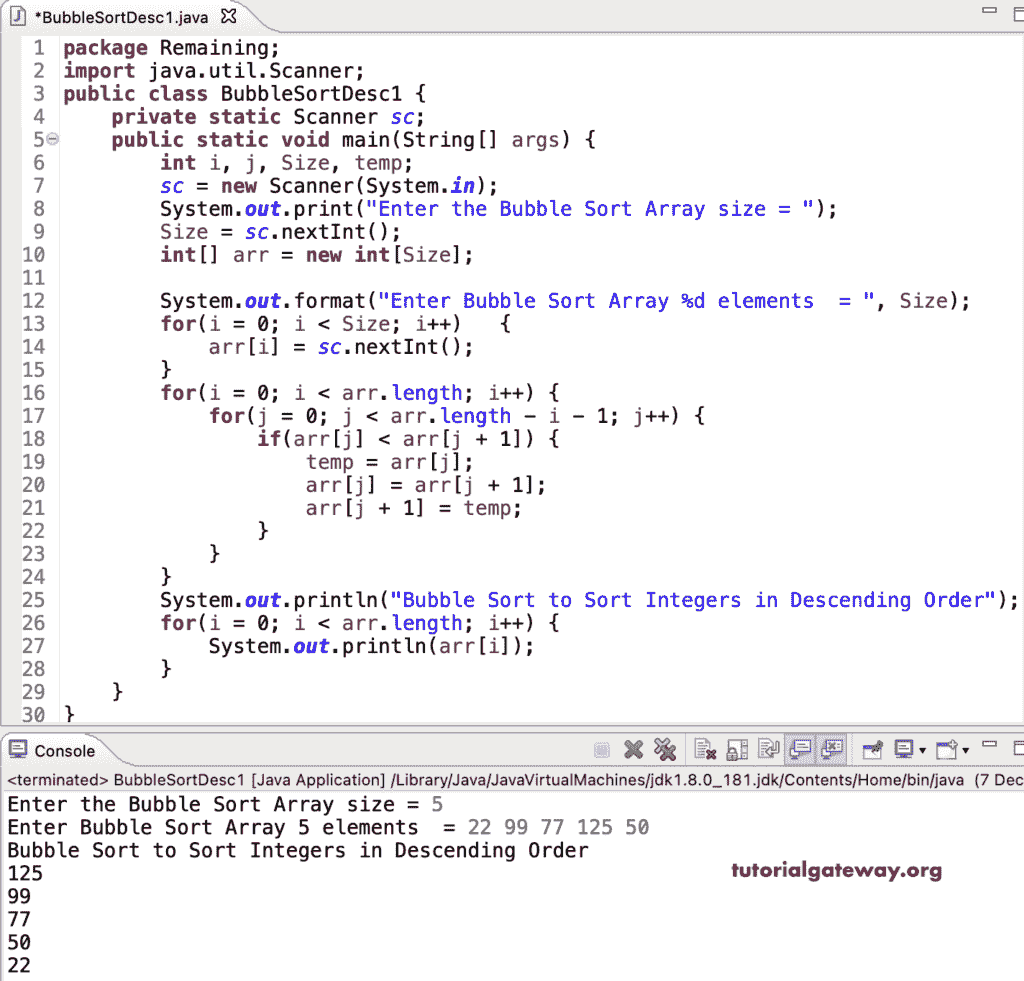 *BubbleSortDesc1.java
1 package Remaining;
2 import java.util.Scanner;
3 public class BubbleSortDesc1 {
4     private static Scanner sc;
5     public static void main(String[] args) {
6         int i, j, Size, temp;
7         sc = new Scanner(System.in);
8         System.out.print("Enter the Bubble Sort Array size = ");
9         Size = sc.nextInt();
10         int[] arr = new int[Size];
11
12         System.out.format("Enter Bubble Sort Array %d elements  = ", Size);
13         for(i = 0; i < Size; i++)   {
14             arr[i] = sc.nextInt();
15         }
16         for(i = 0; i < arr.length; i++) {
17             for(j = 0; j < arr.length - i - 1; j++) {
18                 if(arr[j] < arr[j + 1]) {
19                     temp = arr[j];
20                     arr[j] = arr[j + 1];
21                     arr[j + 1] = temp;
22                 }
23             }
24         }
25         System.out.println("Bubble Sort to Sort Integers in Descending Order");
26         for(i = 0; i < arr.length; i++) {
27             System.out.println(arr[i]);
28         }
29     }
30 }
Console
<terminated> BubbleSortDesc1 [Java Application] /Library/Java/JavaVirtualMachines/jdk1.8.0_181.jdk/Contents/Home/bin/java (7 Dec
Enter the Bubble Sort Array size = 5
Enter Bubble Sort Array 5 elements  = 22 99 77 125 50
Bubble Sort to Sort Integers in Descending Order
tutorialgateway.org
125
99
77
50
22